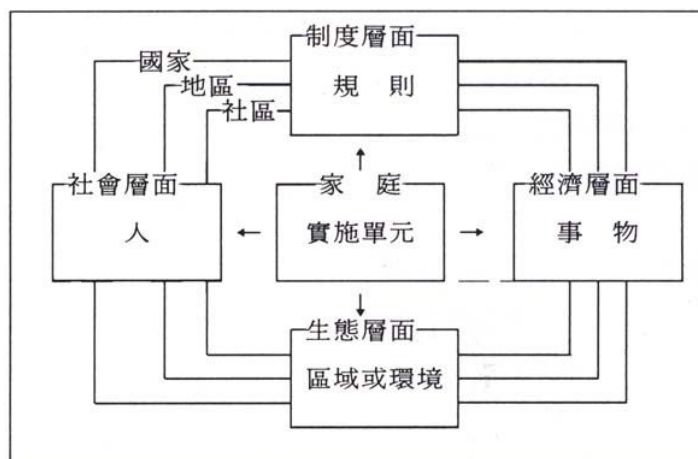 制度層面
國家
地區
規 則
社區
社會層面
家 庭
經濟層面
人
實施單元
事 物
生態層面
區域或環境